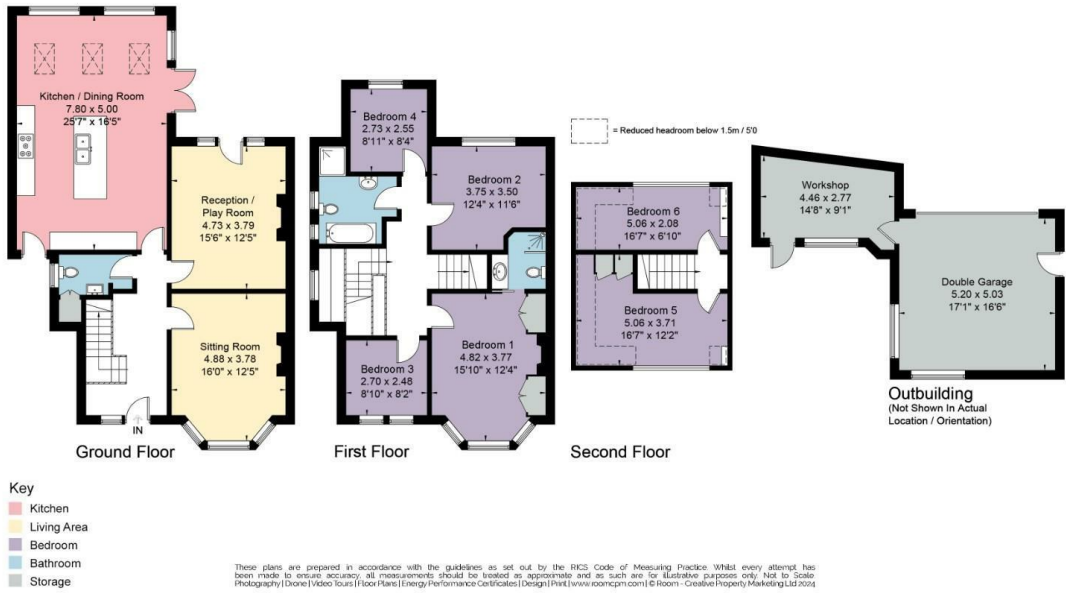 Kitchen / Dining Room
7.80 x 5.00
25'7" x 16'5"
Reception /
Play Room
4.73 x 3.79
15'6" x 12'5"
Sitting Room
4.88 x 3.78
16'0" x 12'5"
IN
Ground Floor
Bedroom 4
2.73 x 2.55
8'11" x 8'4"
Bedroom 2
3.75 x 3.50
12'4" x 11'6"
Bedroom 1
4.82 x 3.77
15'10" x 12'4"
Bedroom 3
2.70 x 2.48
8'10" x 8'2"
First Floor
= Reduced headroom below 1.5m / 5'0
Bedroom 6
5.06 x 2.08
16'7" x 6'10"
Bedroom 5
5.06 x 3.71
16'7" x 12'2"
Second Floor
Workshop
4.46 x 2.77
14'8" x 9'1"
Double Garage
5.20 x 5.03
17'1" x 16'6"
Outbuilding
(Not Shown In Actual
Location / Orientation)
Key
Kitchen
Living Area
Bedroom
Bathroom
Storage
These plans are prepared in accordance with the guidelines as set out by the RICS Code of Measuring Practice. Whilst every attempt has
been made to ensure accuracy, all measurements should be treated as approximate and as such are for illustrative purposes only. Not to Scale.
Photography | Drone | Video Tours | Floor Plans | Energy Performance Certificates | Design | Print | www.roomcpm.com | © Room - Creative Property Marketing Ltd 2024